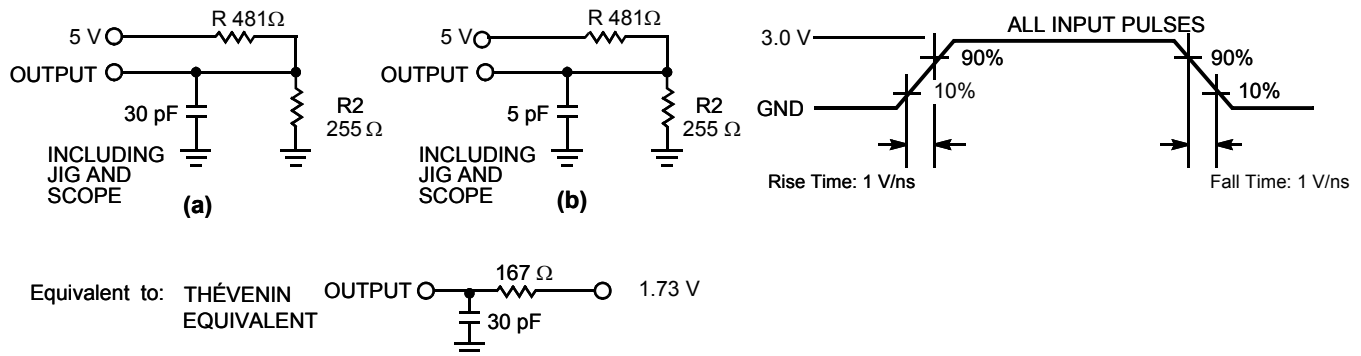 R 481Ω
5 V
OUTPUT
30 pF
R2
255 Ω
INCLUDING
JIG AND
SCOPE
(a)
R 481Ω
5 V
OUTPUT
5 pF
R2
255 Ω
INCLUDING
JIG AND
SCOPE
(b)
ALL INPUT PULSES
3.0 V
90%
10%
GND
90%
10%
Rise Time: 1 V/ns
Fall Time: 1 V/ns
Equivalent to: THÉVENIN
EQUIVALENT
OUTPUT
167 Ω
1.73 V
30 pF